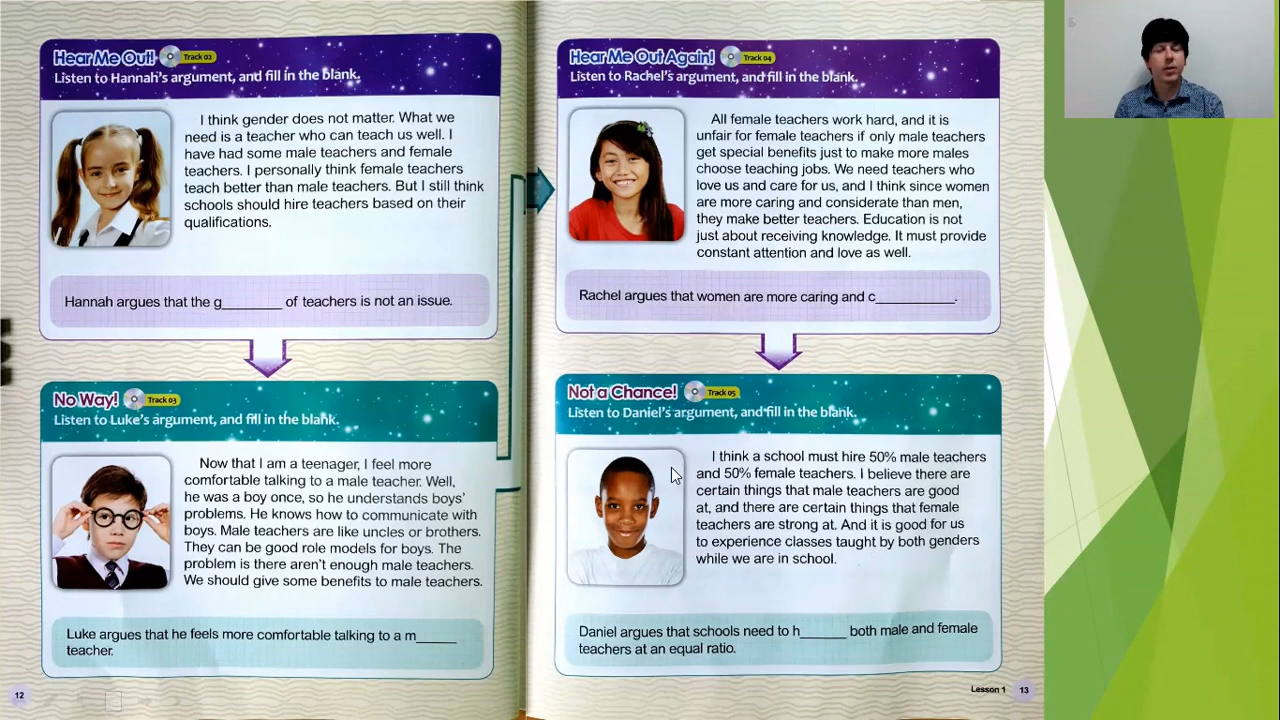 Hear Me Out! Track 02
Listen to Hannah's argument, and fill in the blank.
I think gender does not matter. What we
need is a teacher who can teach us well. I
have had some male teachers and female
teachers. I personally think female teachers
teach better than male teachers. But I still think
schools should hire teachers based on their
qualifications.
Hannah argues that the g________ of teachers is not an issue.
No Way! Track 03
Listen to Luke's argument, and fill in the blank.
Now that I am a teenager, I feel more
comfortable talking to a male teacher. Well,
he was a boy once, so he understands boys'
problems. He knows how to communicate with
boys. Male teachers are like uncles or brothers.
They can be good role models for boys. The
problem is there aren't enough male teachers.
We should give some benefits to male teachers.
Luke argues that he feels more comfortable talking to a m_____
teacher.
12
Hear Me Out Again! Track 04
Listen to Rachel's argument, and fill in the blank.
All female teachers work hard, and it is
unfair for female teachers if only male teachers
get special benefits just to make more males
choose teaching jobs. We need teachers who
love us and care for us, and I think since women
are more caring and considerate than men,
they make better teachers. Education is not
just about receiving knowledge. It must provide
constant attention and love as well.
Rachel argues that women are more caring and c__________.
Not a Chance! Track 05
Listen to Daniel's argument, and fill in the blank.
I think a school must hire 50% male teachers
and 50% female teachers. I believe there are
certain things that male teachers are good
at, and there are certain things that female
teachers are strong at. And it is good for us
to experience classes taught by both genders
while we are in school.
Daniel argues that schools need to h______ both male and female
teachers at an equal ratio.
Lesson 1 13